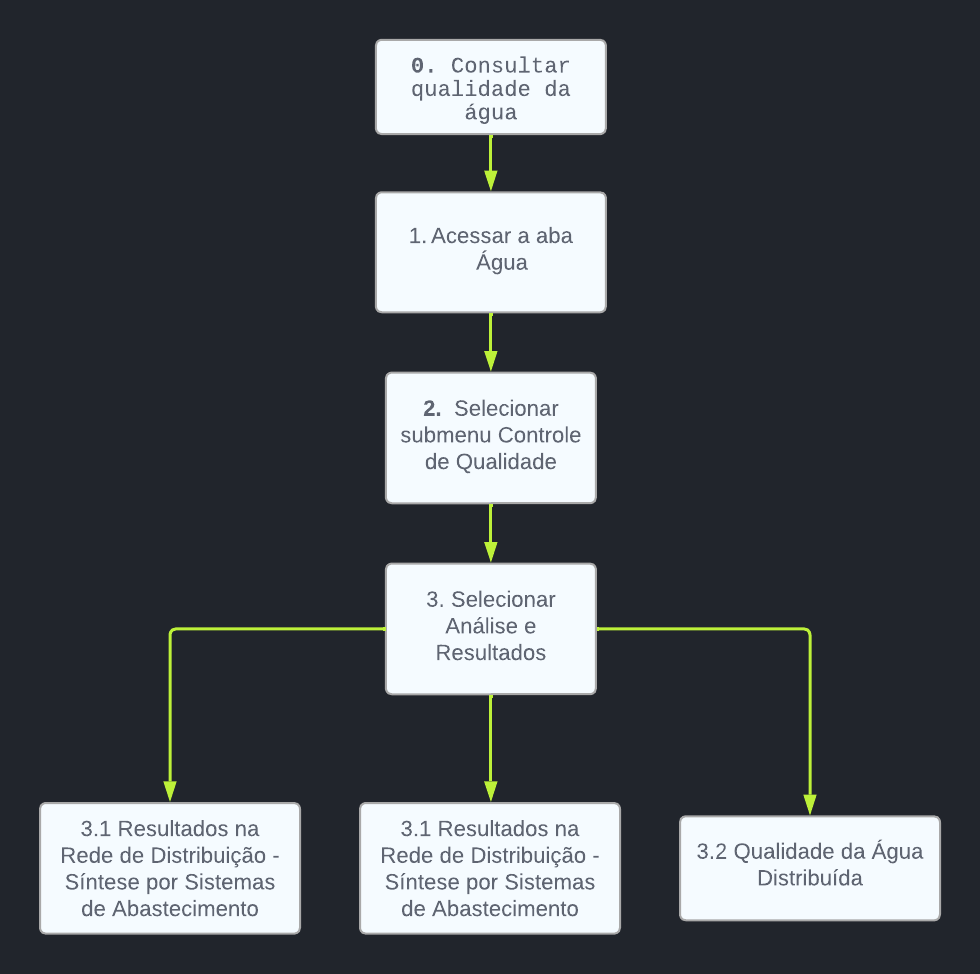 0. Consultar
qualidade da
água
1. Acessar a aba
Água
2. Selecionar
submenu Controle
de Qualidade
3. Selecionar
Análise e
Resultados
3.1 Resultados na
Rede de Distribuição -
Síntese por Sistemas
de Abastecimento
3.1 Resultados na
Rede de Distribuição -
Síntese por Sistemas
de Abastecimento
3.2 Qualidade da Água
Distribuída